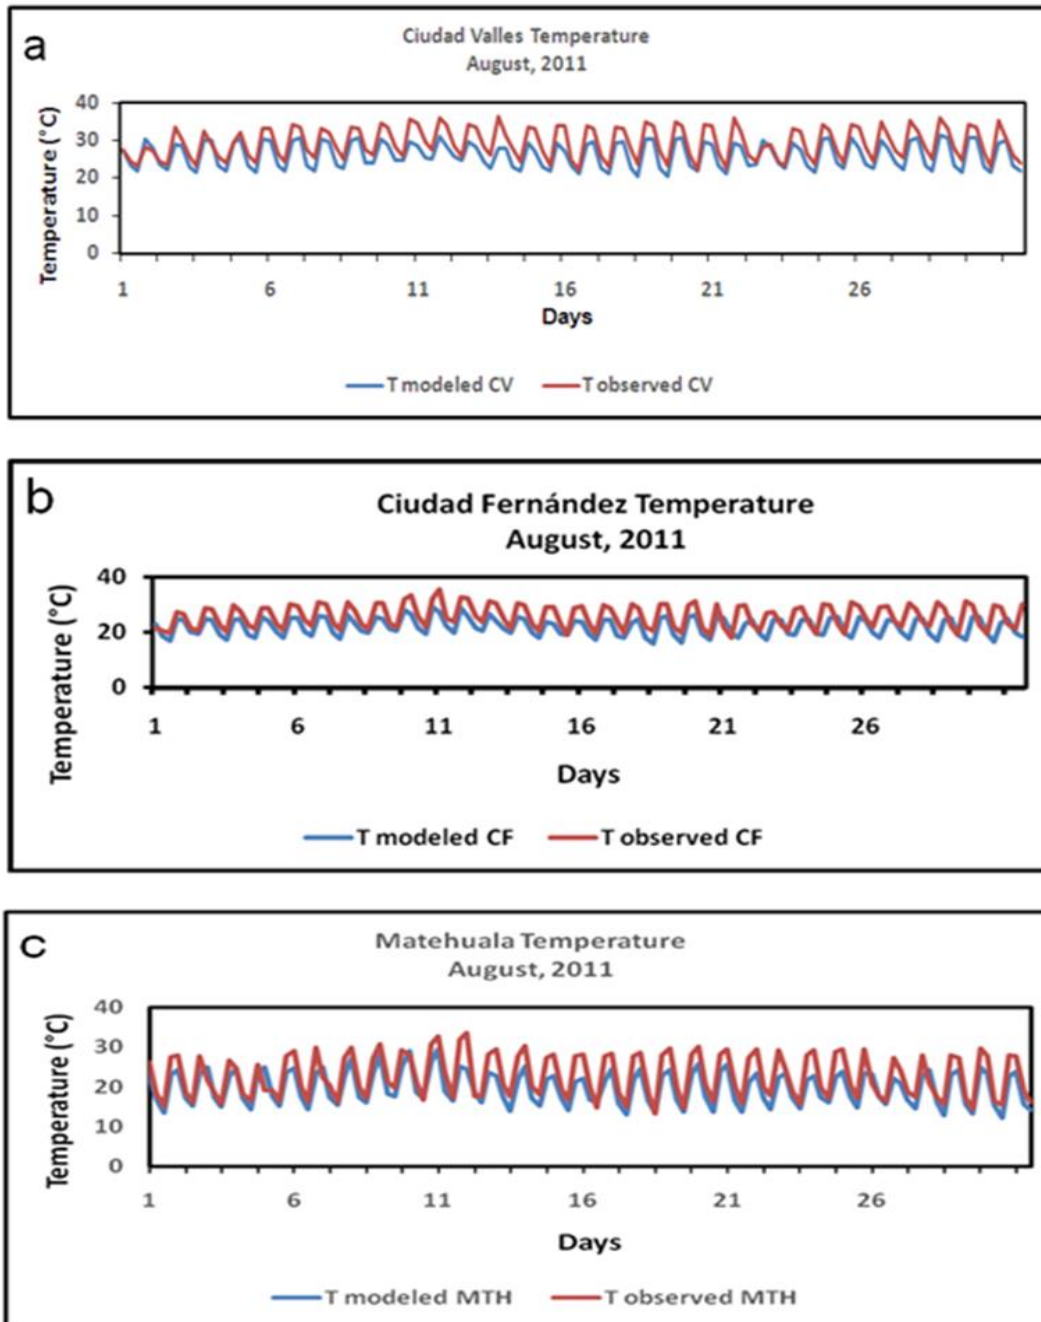 a
Ciudad Valles Temperature
August, 2011
Temperature (°C)
40
30
20
10
0
1 6 11 16 21 26
Days
T modeled CV T observed CV
b
Ciudad Fernández Temperature
August, 2011
Temperature (°C)
40
20
0
1 6 11 16 21 26
Days
T modeled CF T observed CF
c
Matehuala Temperature
August, 2011
Temperature (°C)
40
30
20
10
0
1 6 11 16 21 26
Days
T modeled MTH T observed MTH